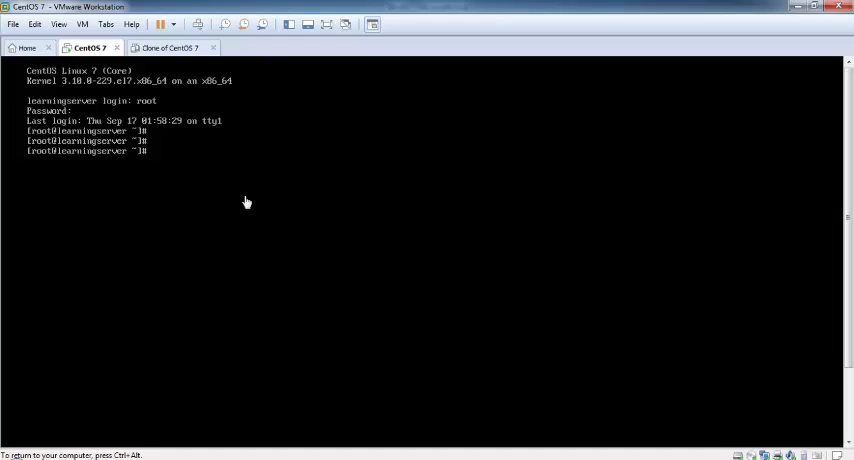 CentOS 7 - VMware Workstation
File Edit View VM Tabs Help
Home CentOS 7 Clone of CentOS 7
CentOS Linux 7 (Core)
Kernel 3.10.0-229.el7.x86_64 on an x86_64
learningserver login: root
Password:
Last login: Thu Sep 17 01:58:29 on tty1
[root@learningserver ~]#
[root@learningserver ~]#
[root@learningserver ~]#
To return to your computer, press Ctrl+Alt.